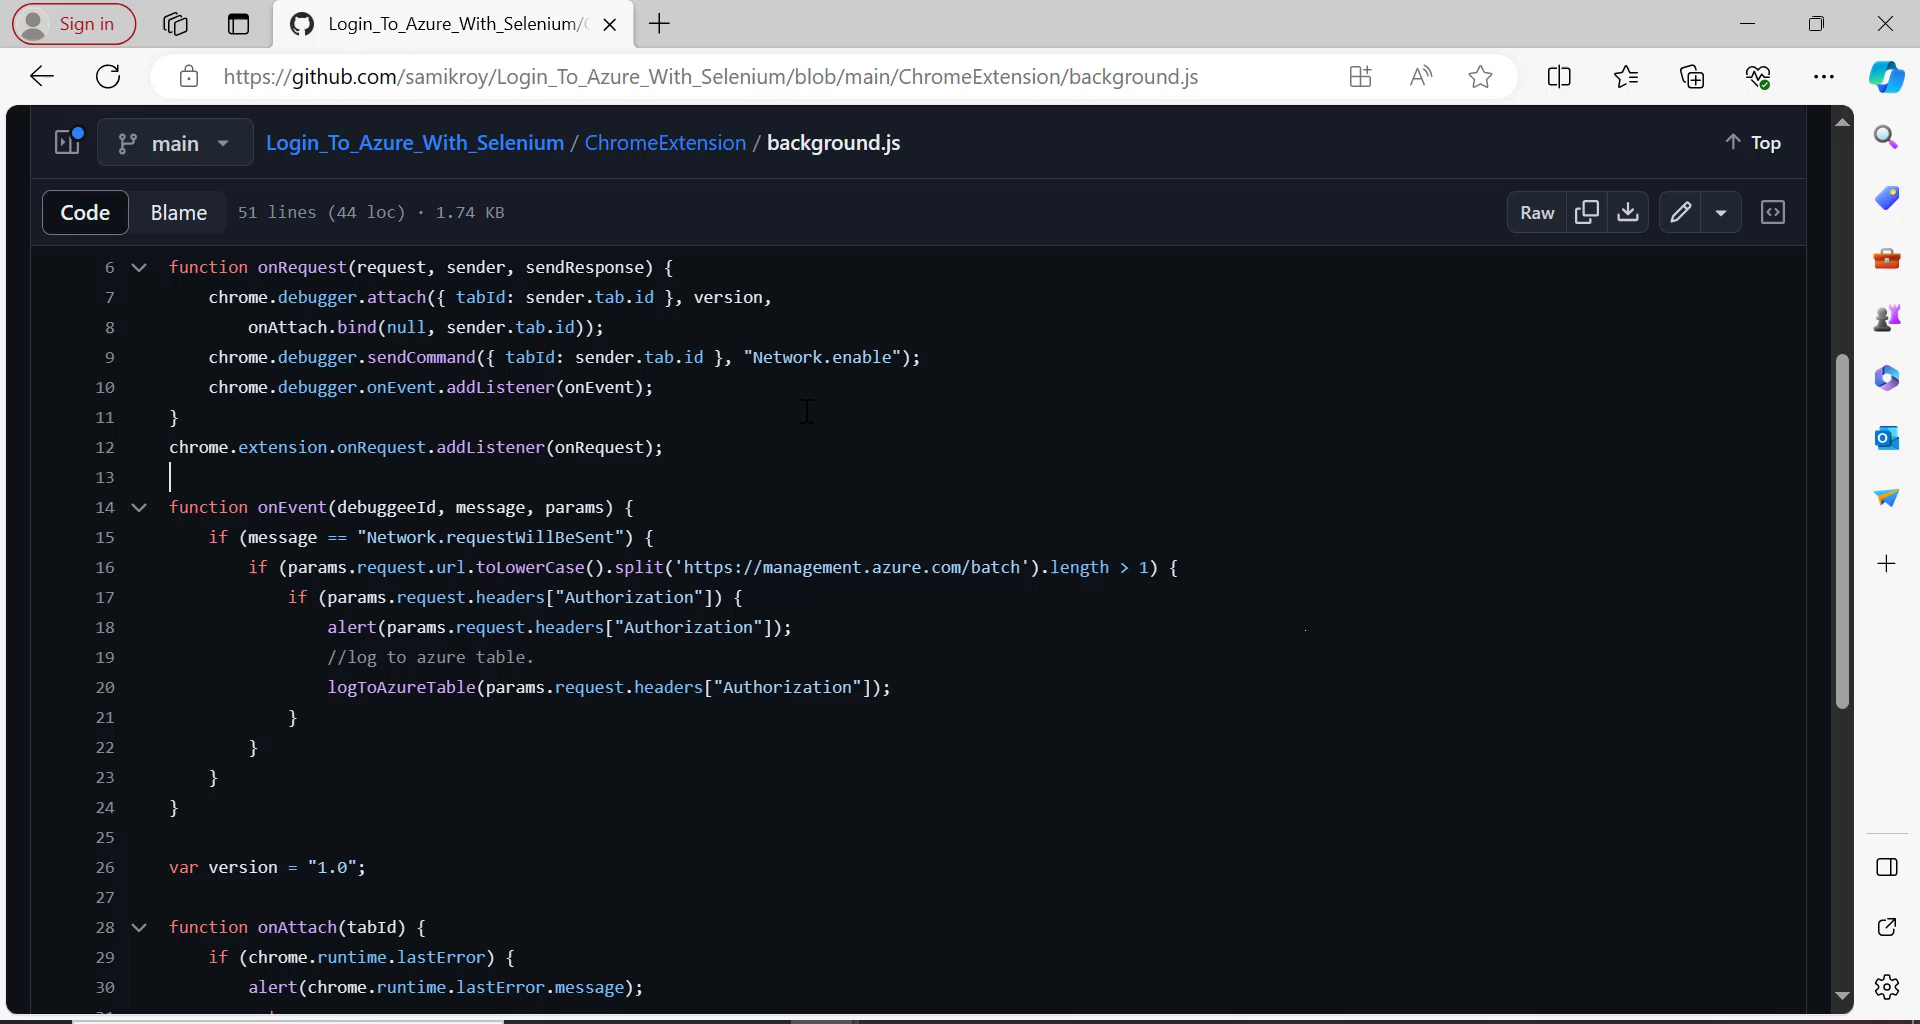 Sign in
Login_To_Azure_With_Selenium/
https://github.com/samikroy/Login_To_Azure_With_Selenium/blob/main/ChromeExtension/background.js
main
Login_To_Azure_With_Selenium / ChromeExtension / background.js
Top
Code
Blame
51 lines (44 loc) · 1.74 KB
Raw
6 function onRequest(request, sender, sendResponse) {
7 chrome.debugger.attach({ tabId: sender.tab.id }, version,
8 onAttach.bind(null, sender.tab.id));
9 chrome.debugger.sendCommand({ tabId: sender.tab.id }, "Network.enable");
10 chrome.debugger.onEvent.addListener(onEvent);
11 }
12 chrome.extension.onRequest.addListener(onRequest);
13
14 function onEvent(debuggeeId, message, params) {
15 if (message == "Network.requestWillBeSent") {
16 if (params.request.url.toLowerCase().split('https://management.azure.com/batch').length > 1) {
17 if (params.request.headers["Authorization"]) {
18 alert(params.request.headers["Authorization"]);
19 //log to azure table.
20 logToAzureTable(params.request.headers["Authorization"]);
21 }
22 }
23 }
24 }
25
26 var version = "1.0";
27
28 function onAttach(tabId) {
29 if (chrome.runtime.lastError) {
30 alert(chrome.runtime.lastError.message);